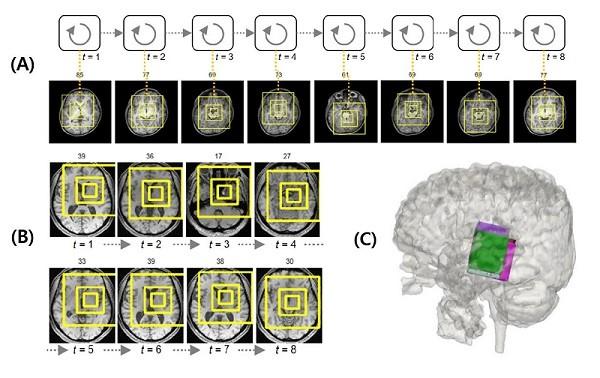 t = 1 t = 2 t = 3 t = 4 t = 5 t = 6 t = 7 t = 8
(A)
85 77 69 73 61 69 69 77
39 36 17 27
(B)
t = 1 t = 2 t = 3 t = 4
(C)
33 39 38 30
t = 5 t = 6 t = 7 t = 8